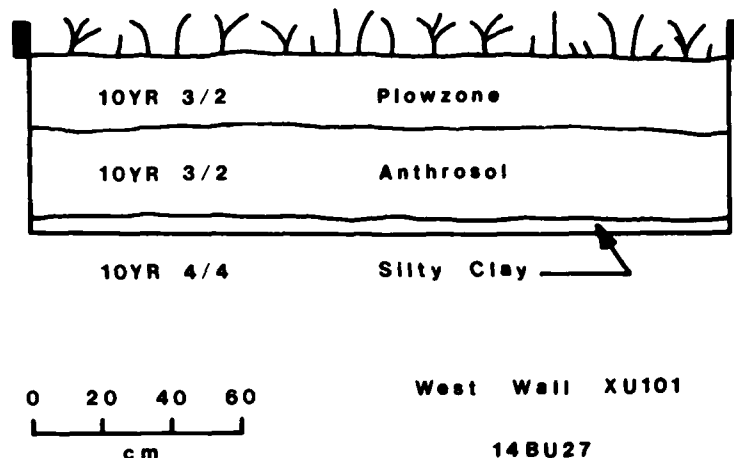 10YR 3/2 Plowzone
10YR 3/2 Anthrosol
10YR 4/4 Silty Clay
0 20 40 60
cm
West Wall XU101
14BU27